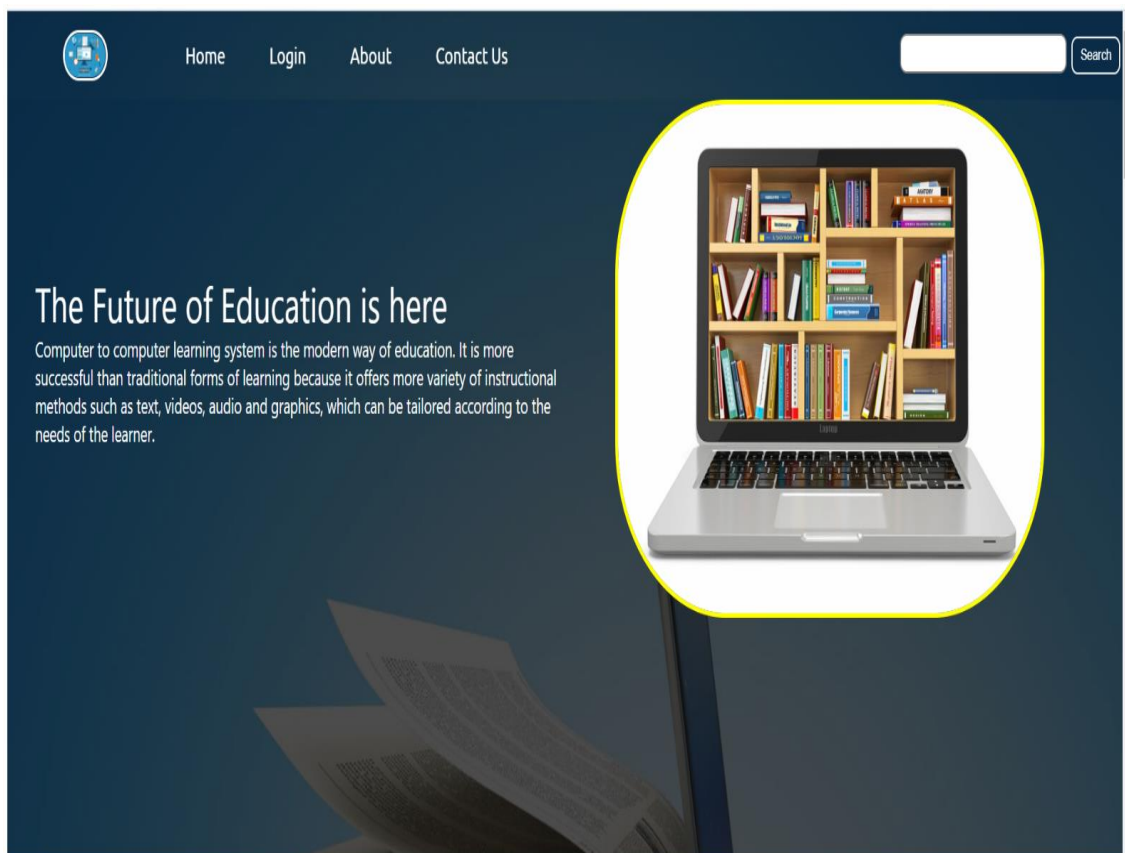 Home Login About Contact Us Search
The Future of Education is here
Computer to computer learning system is the modern way of education. It is more
successful than traditional forms of learning because it offers more variety of instructional
methods such as text, videos, audio and graphics, which can be tailored according to the
needs of the learner.
ANATOMY
ATLAS
Laptop